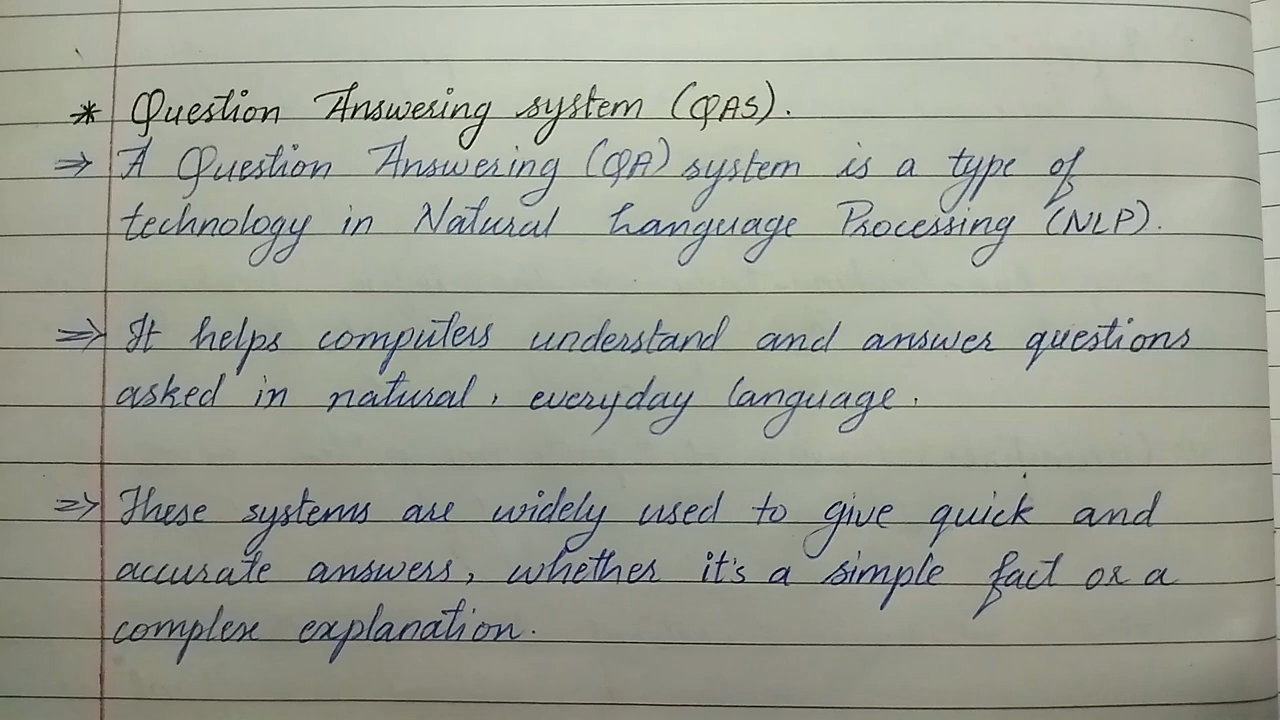 * Question Answering system (QAS).
⇒ A Question Answering (QA) system is a type of
technology in Natural Language Processing (NLP).
⇒ It helps computers understand and answer questions
asked in natural, everyday language.
⇒ These systems are widely used to give quick and
accurate answers, whether it's a simple fact or a
complex explanation.